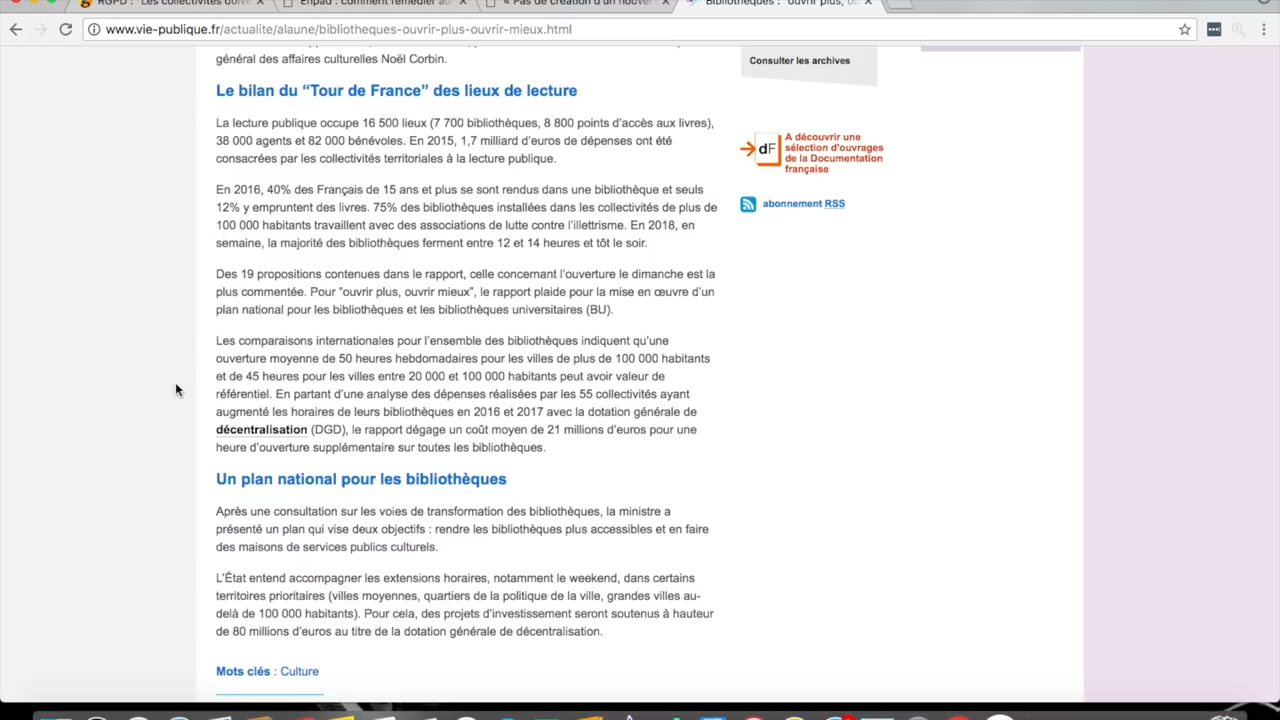 RGPD : "Les collectivités doive
Ehpad : comment remédier au
« Pas de création d'un nouvel
Bibliothèques : "ouvrir plus, ou
www.vie-publique.fr/actualite/alaune/bibliotheques-ouvrir-plus-ouvrir-mieux.html
général des affaires culturelles Noël Corbin.
Le bilan du “Tour de France” des lieux de lecture
La lecture publique occupe 16 500 lieux (7 700 bibliothèques, 8 800 points d’accès aux livres),
38 000 agents et 82 000 bénévoles. En 2015, 1,7 milliard d’euros de dépenses ont été
consacrées par les collectivités territoriales à la lecture publique.
En 2016, 40% des Français de 15 ans et plus se sont rendus dans une bibliothèque et seuls
12% y empruntent des livres. 75% des bibliothèques installées dans les collectivités de plus de
100 000 habitants travaillent avec des associations de lutte contre l’illettrisme. En 2018, en
semaine, la majorité des bibliothèques ferment entre 12 et 14 heures et tôt le soir.
Des 19 propositions contenues dans le rapport, celle concernant l’ouverture le dimanche est la
plus commentée. Pour “ouvrir plus, ouvrir mieux”, le rapport plaide pour la mise en œuvre d’un
plan national pour les bibliothèques et les bibliothèques universitaires (BU).
Les comparaisons internationales pour l’ensemble des bibliothèques indiquent qu’une
ouverture moyenne de 50 heures hebdomadaires pour les villes de plus de 100 000 habitants
et de 45 heures pour les villes entre 20 000 et 100 000 habitants peut avoir valeur de
référentiel. En partant d’une analyse des dépenses réalisées par les 55 collectivités ayant
augmenté les horaires de leurs bibliothèques en 2016 et 2017 avec la dotation générale de
décentralisation (DGD), le rapport dégage un coût moyen de 21 millions d’euros pour une
heure d’ouverture supplémentaire sur toutes les bibliothèques.
Un plan national pour les bibliothèques
Après une consultation sur les voies de transformation des bibliothèques, la ministre a
présenté un plan qui vise deux objectifs : rendre les bibliothèques plus accessibles et en faire
des maisons de services publics culturels.
L’État entend accompagner les extensions horaires, notamment le weekend, dans certains
territoires prioritaires (villes moyennes, quartiers de la politique de la ville, grandes villes au-
delà de 100 000 habitants). Pour cela, des projets d’investissement seront soutenus à hauteur
de 80 millions d’euros au titre de la dotation générale de décentralisation.
Mots clés : Culture
Consulter les archives
dF
A découvrir une
sélection d'ouvrages
de la Documentation
française
abonnement RSS